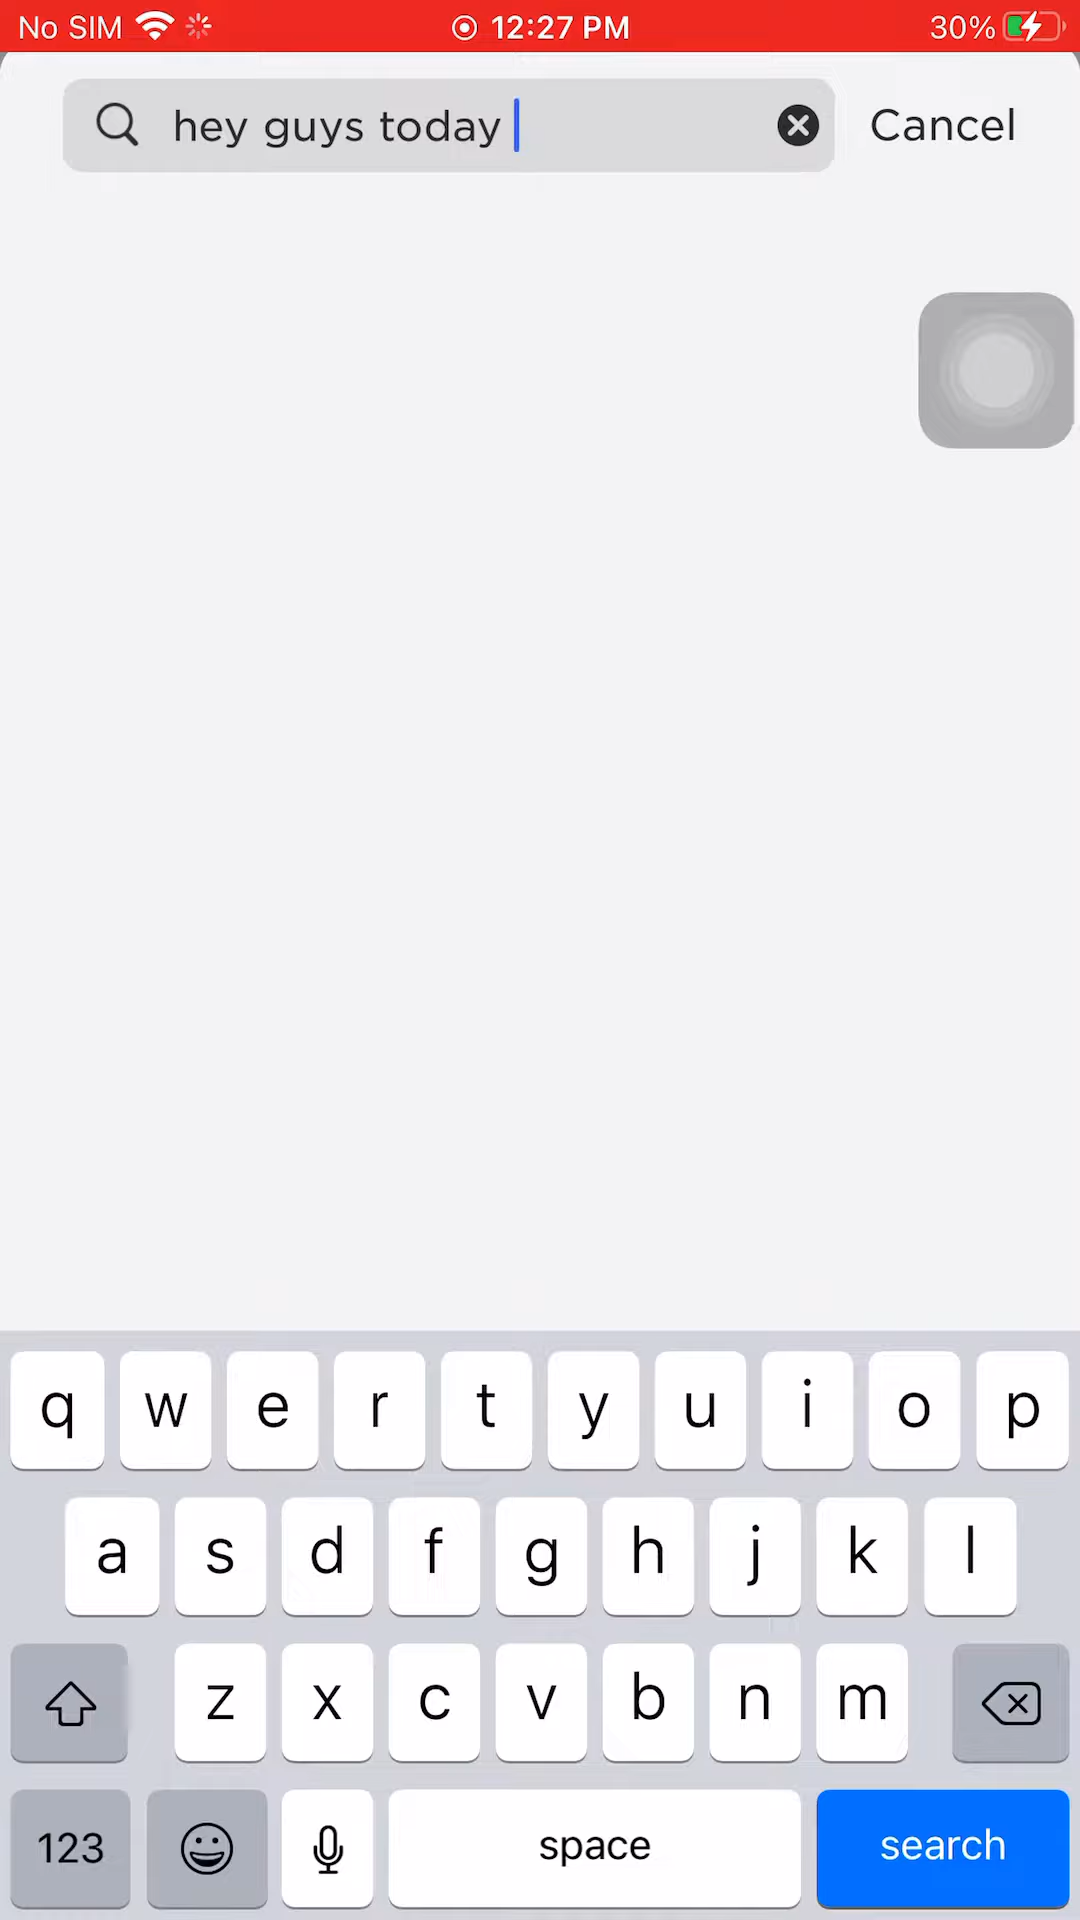 No SIM 12:27 PM 30%
hey guys today Cancel
q w e r t y u i o p
a s d f g h j k l
z x c v b n m
123 space search